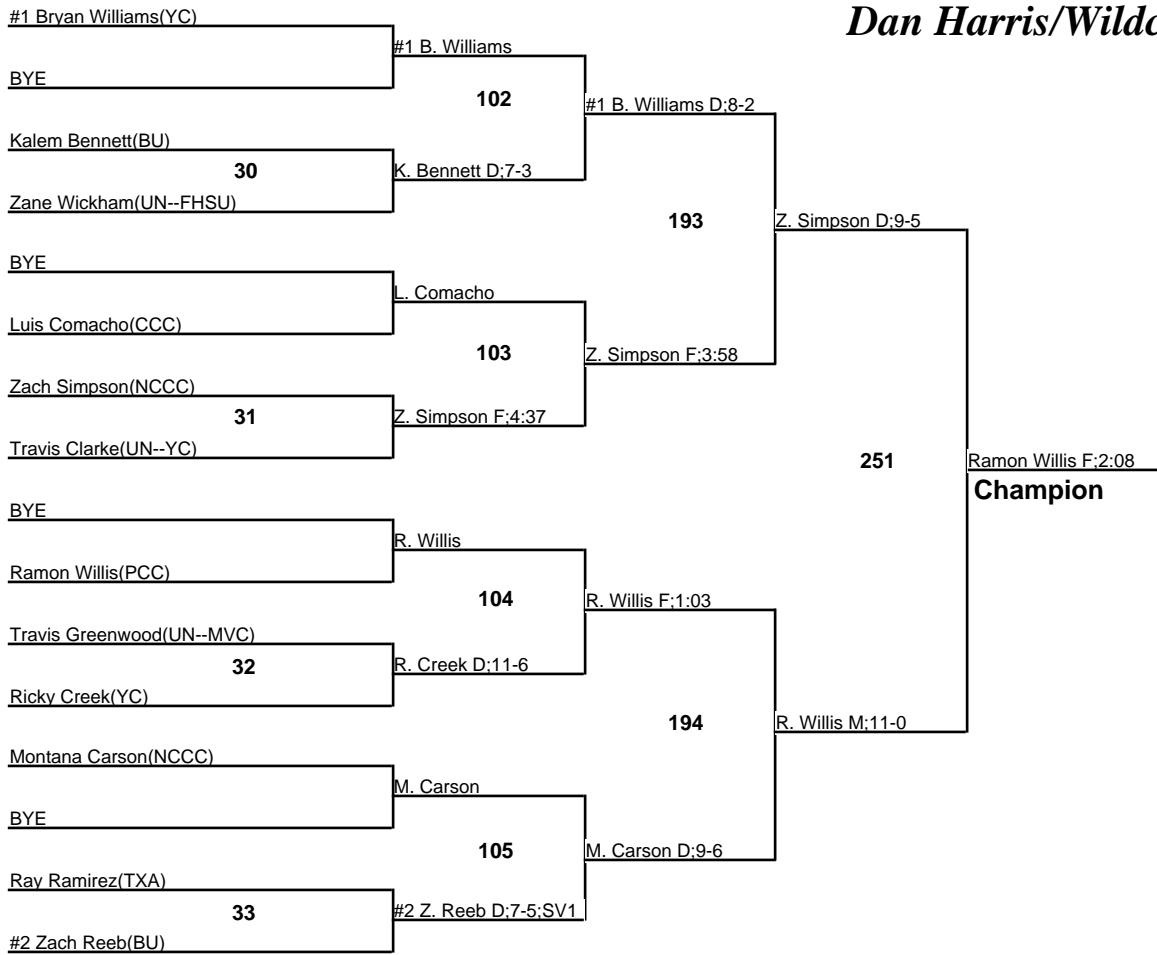 Dan Harris/Wildc
#1 Bryan Williams(YC)
BYE
Kalem Bennett(BU)
30
Zane Wickham(UN--FHSU)
BYE
Luis Comacho(CCC)
Zach Simpson(NCCC)
31
Travis Clarke(UN--YC)
BYE
Ramon Willis(PCC)
Travis Greenwood(UN--MVC)
32
Ricky Creek(YC)
Montana Carson(NCCC)
BYE
Ray Ramirez(TXA)
33
#2 Zach Reeb(BU)
#1 B. Williams
102
K. Bennett D;7-3
L. Comacho
103
Z. Simpson F;4:37
R. Willis
104
R. Creek D;11-6
M. Carson
105
#2 Z. Reeb D;7-5;SV1
#1 B. Williams D;8-2
193
Z. Simpson F;3:58
R. Willis F;1:03
194
M. Carson D;9-6
Z. Simpson D;9-5
251
R. Willis M;11-0
Ramon Willis F;2:08
Champion